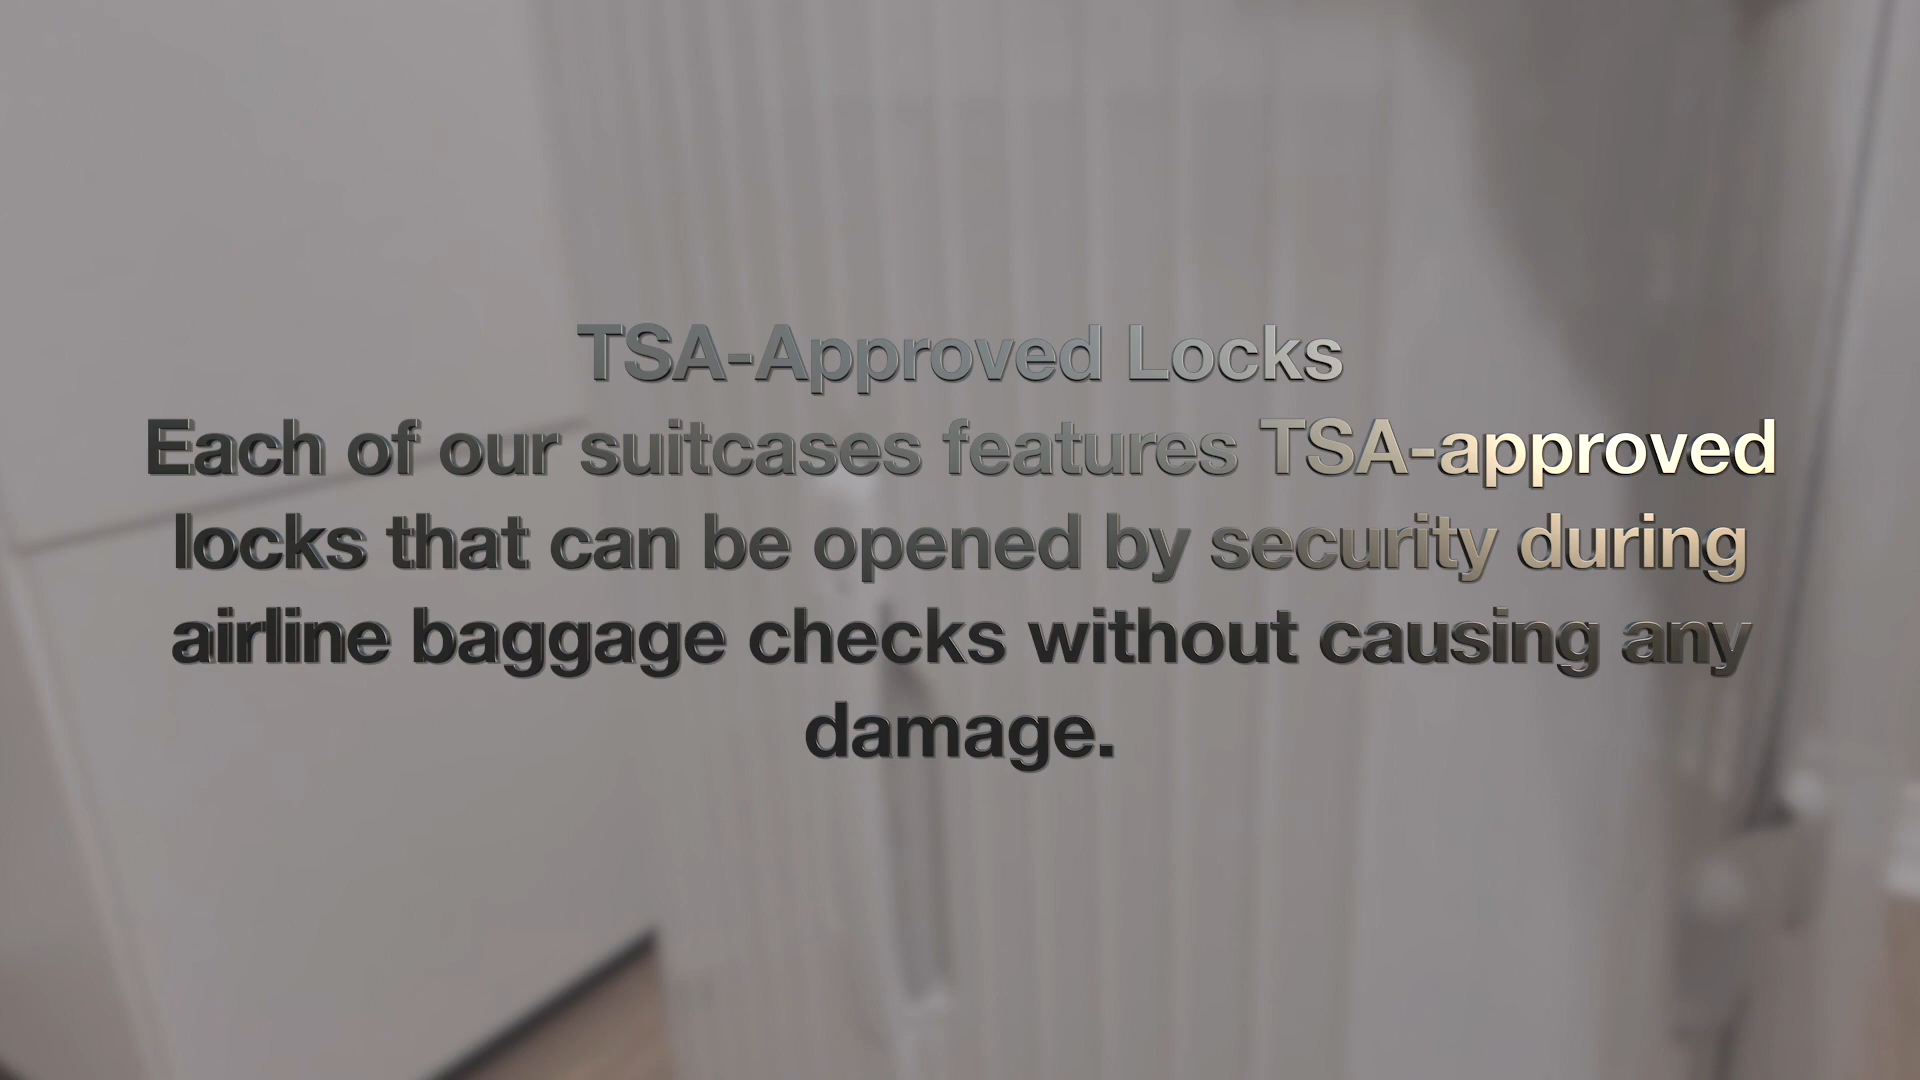 TSA-Approved Locks
Each of our suitcases features TSA-approved
locks that can be opened by security during
airline baggage checks without causing any
damage.